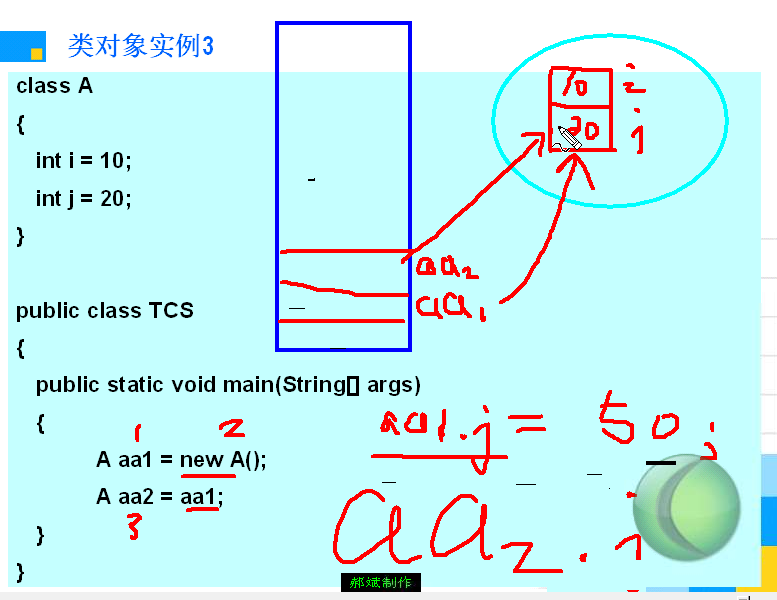 类对象实例3
class A
{
int i = 10;
int j = 20;
}
public class TCS
{
public static void main(String[] args)
{
A aa1 = new A();
A aa2 = aa1;
}
}
10 i
20 j
aa2
aa1
1 2
3
aa1.j = 50;
aa2.j
郝斌制作